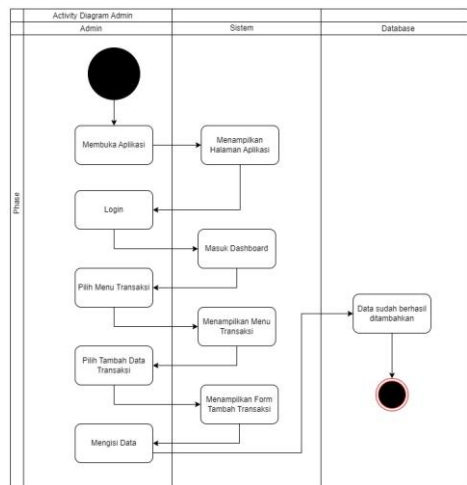 Activity Diagram Admin
Admin
Sistem
Database
Phase
Membuka Aplikasi
Menampilkan
Halaman Aplikasi
Login
Masuk Dashboard
Pilih Menu Transaksi
Menampilkan Menu
Transaksi
Data sudah berhasil
ditambahkan
Pilih Tambah Data
Transaksi
Menampilkan Form
Tambah Transaksi
Mengisi Data